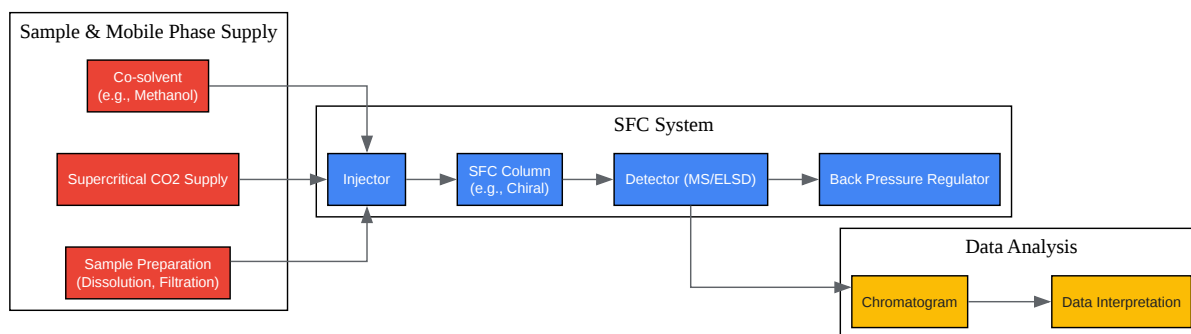 Sample & Mobile Phase Supply
Co-solvent
(e.g., Methanol)
Supercritical CO2 Supply
Sample Preparation
(Dissolution, Filtration)
SFC System
Injector
SFC Column
(e.g., Chiral)
Detector (MS/ELSD)
Back Pressure Regulator
Data Analysis
Chromatogram
Data Interpretation